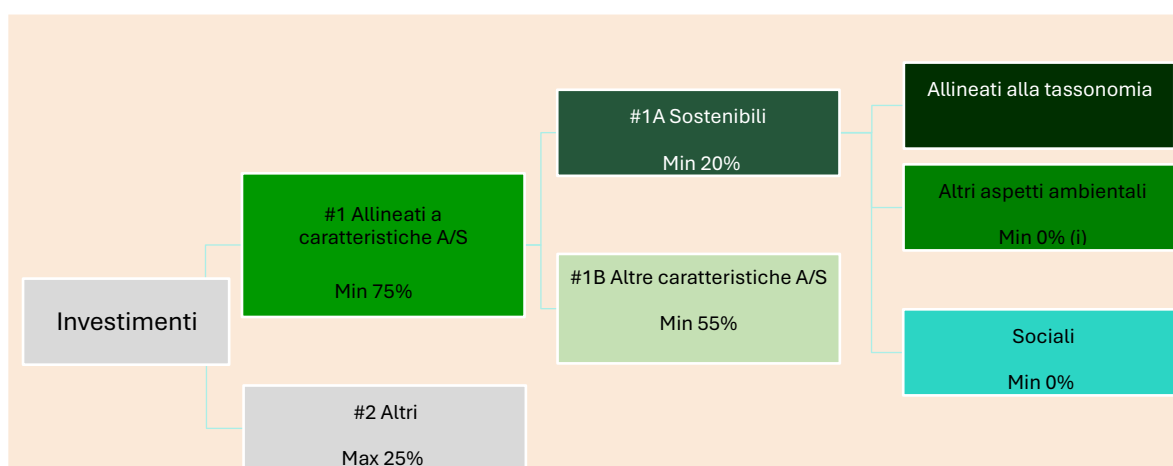 Investimenti
#1 Allineati a
caratteristiche A/S
Min 75%
#2 Altri
Max 25%
#1A Sostenibili
Min 20%
#1B Altre caratteristiche A/S
Min 55%
Allineati alla tassonomia
Altri aspetti ambientali
Min 0% (i)
Sociali
Min 0%